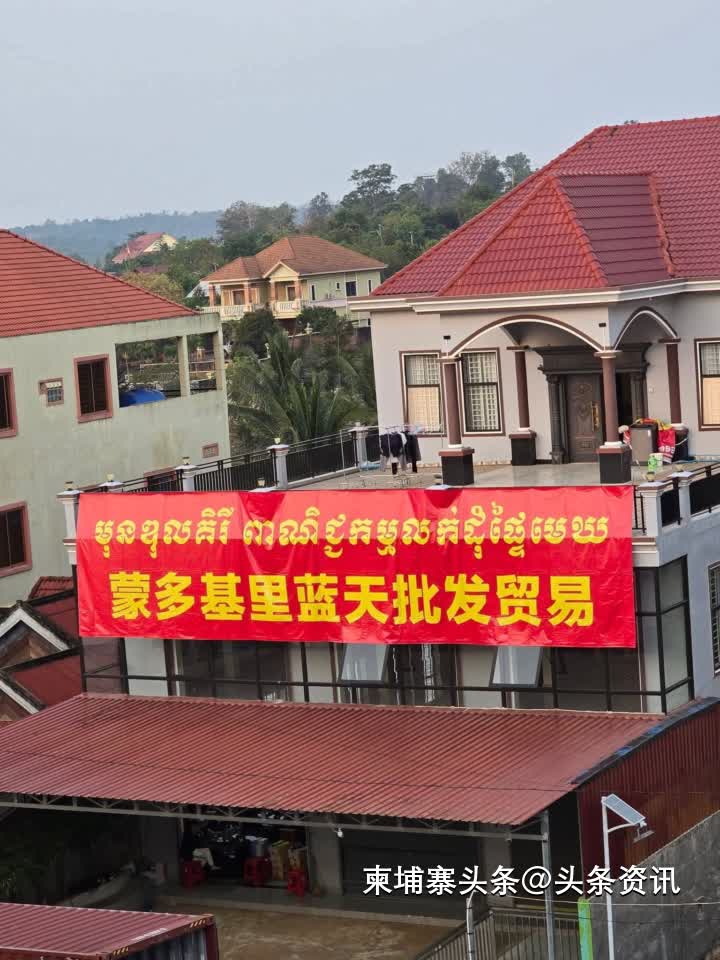 មុនឌុលគិរី ពាណិជ្ជកម្មលក់ដុំផ្ទៃមេឃ
蒙多基里蓝天批发贸易
柬埔寨头条@头条资讯